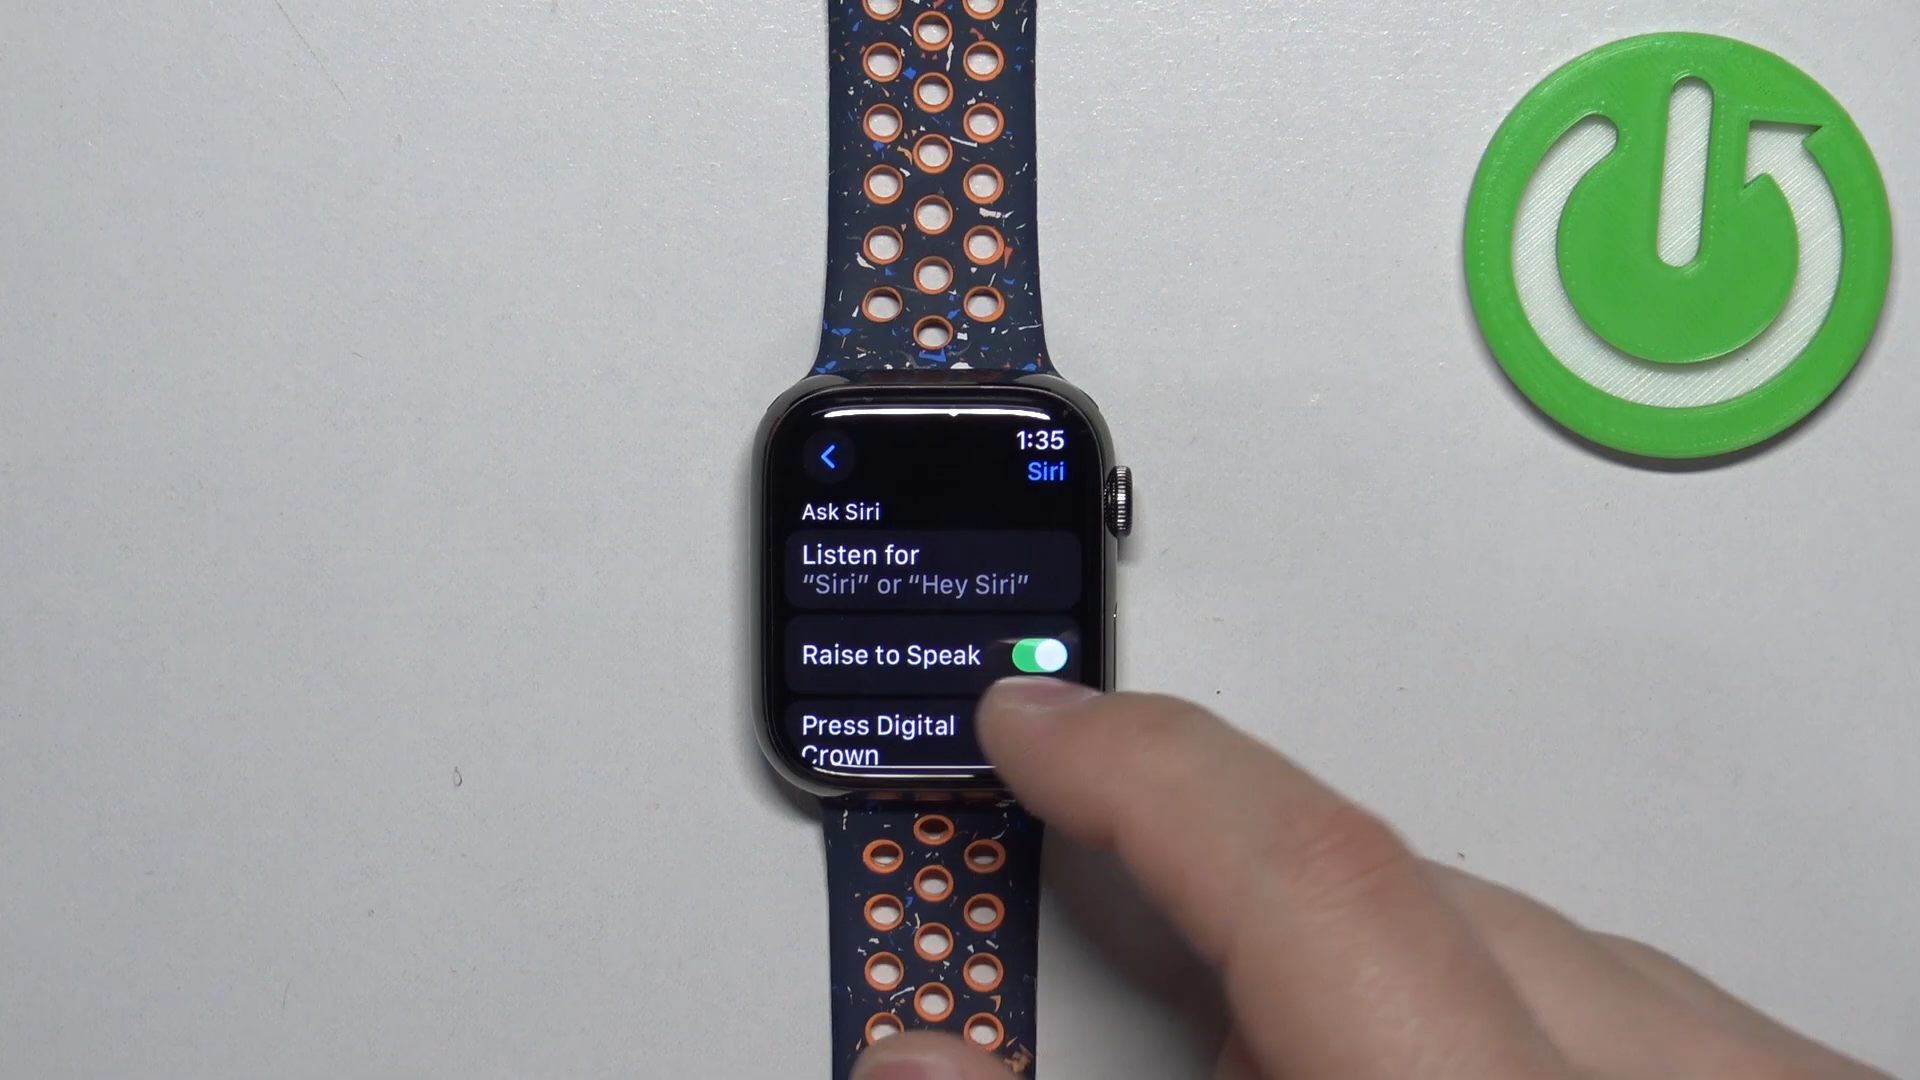 1:35
Siri
Ask Siri
Listen for
“Siri” or “Hey Siri”
Raise to Speak
Press Digital
Crown